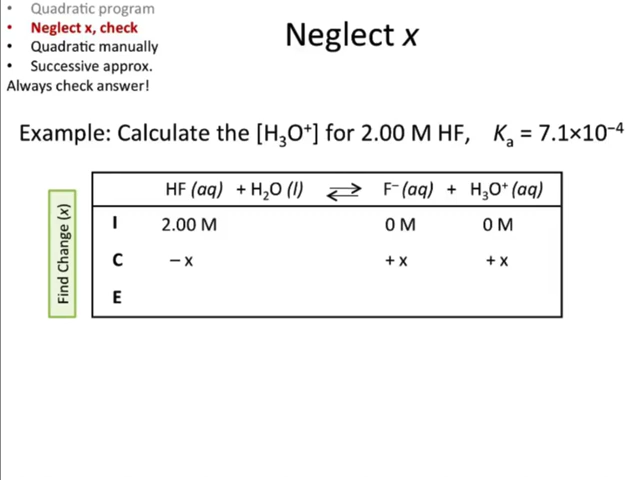 • Quadratic program
• Neglect x, check
• Quadratic manually
• Successive approx.
Always check answer!
Neglect x
Example: Calculate the [H₃O⁺] for 2.00 M HF, Kₐ = 7.1×10⁻⁴
Find Change (x)
HF (aq) + H₂O (l) ⇌ F⁻ (aq) + H₃O⁺ (aq)
I 2.00 M 0 M 0 M
C – x + x + x
E